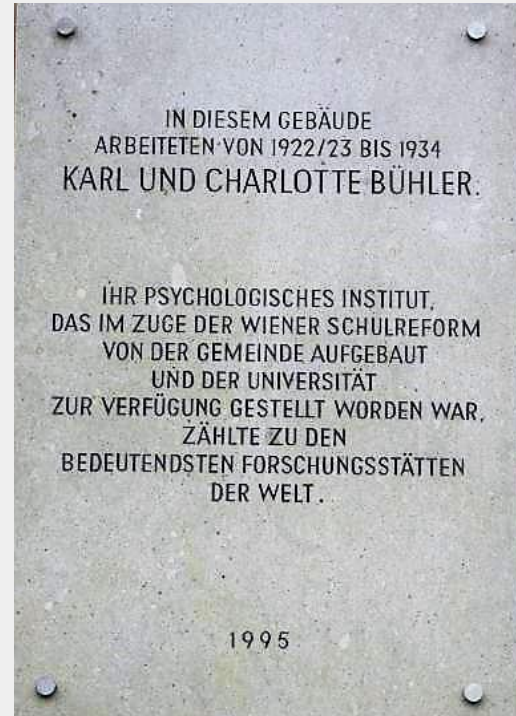 IN DIESEM GEBÄUDE
ARBEITETEN VON 1922/23 BIS 1934
KARL UND CHARLOTTE BÜHLER.
IHR PSYCHOLOGISCHES INSTITUT,
DAS IM ZUGE DER WIENER SCHULREFORM
VON DER GEMEINDE AUFGEBAUT
UND DER UNIVERSITÄT
ZUR VERFÜGUNG GESTELLT WORDEN WAR,
ZÄHLTE ZU DEN
BEDEUTENDSTEN FORSCHUNGSSTÄTTEN
DER WELT.
1995